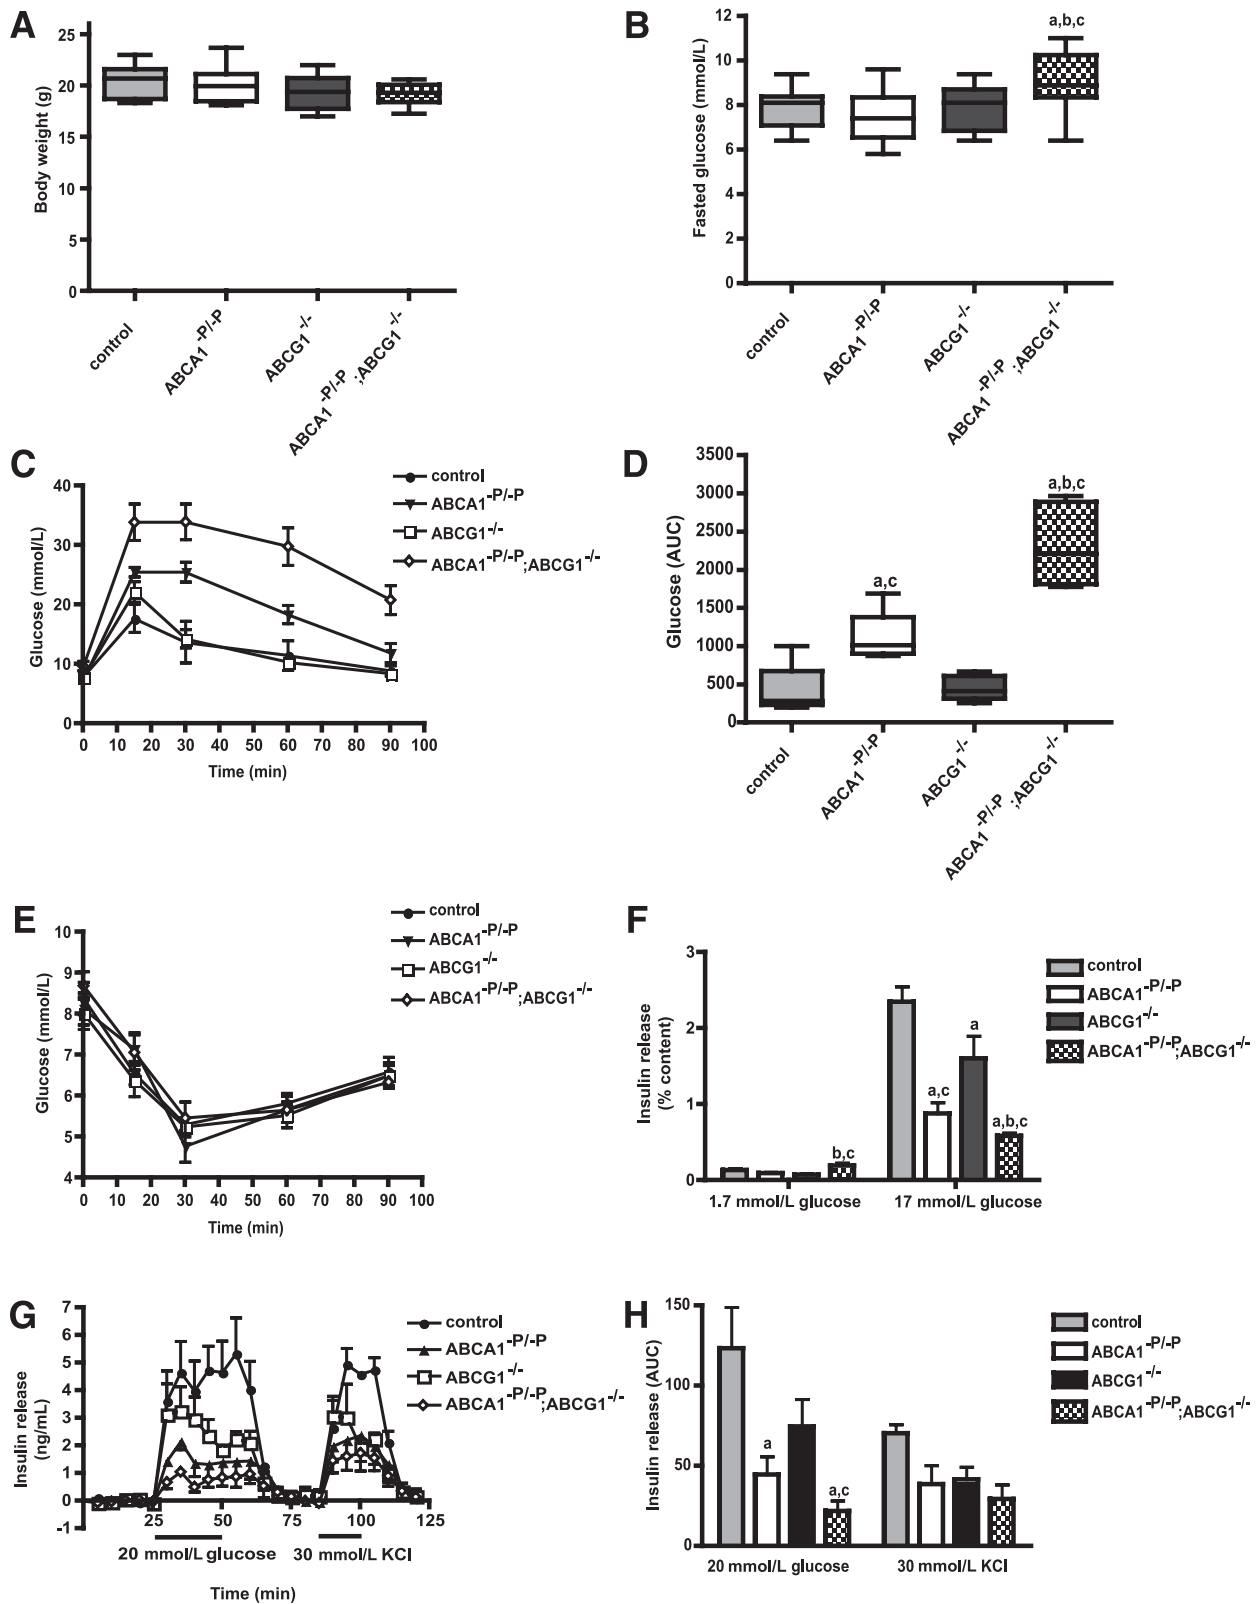 A
25
20
15
10
5
0
Body weight (g)
control
ABCA1-P/-P
ABCG1-/-
ABCA1-P/-P;ABCG1-/-
B
a,b,c
12
10
8
6
4
2
0
Fasted glucose (mmol/L)
control
ABCA1-P/-P
ABCG1-/-
ABCA1-P/-P;ABCG1-/-
C
control
ABCA1-P/-P
ABCG1-/-
ABCA1-P/-P;ABCG1-/-
40
30
20
10
0
Glucose (mmol/L)
0 10 20 30 40 50 60 70 80 90 100
Time (min)
D
3500
3000
2500
2000
1500
1000
500
0
Glucose (AUC)
a,c
a,b,c
control
ABCA1-P/-P
ABCG1-/-
ABCA1-P/-P;ABCG1-/-
E
control
ABCA1-P/-P
ABCG1-/-
ABCA1-P/-P;ABCG1-/-
10
9
8
7
6
5
4
Glucose (mmol/L)
0 10 20 30 40 50 60 70 80 90 100
Time (min)
F
control
ABCA1-P/-P
ABCG1-/-
ABCA1-P/-P;ABCG1-/-
3
2
1
0
Insulin release
(% content)
b,c
a,c
a
a,b,c
1.7 mmol/L glucose 17 mmol/L glucose
G
control
ABCA1-P/-P
ABCG1-/-
ABCA1-P/-P;ABCG1-/-
7
6
5
4
3
2
1
0
-1
Insulin release
(ng/mL)
25 50 75 100 125
20 mmol/L glucose 30 mmol/L KCl
Time (min)
H
control
ABCA1-P/-P
ABCG1-/-
ABCA1-P/-P;ABCG1-/-
150
100
50
0
Insulin release (AUC)
a
a,c
20 mmol/L glucose 30 mmol/L KCl